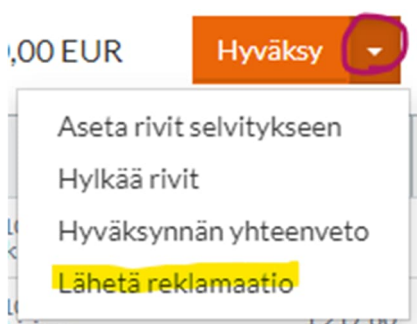 ,00 EUR
Hyväksy
Aseta rivit selvitykseen
Hylkää rivit
Hyväksynnän yhteenveto
Lähetä reklamaatio